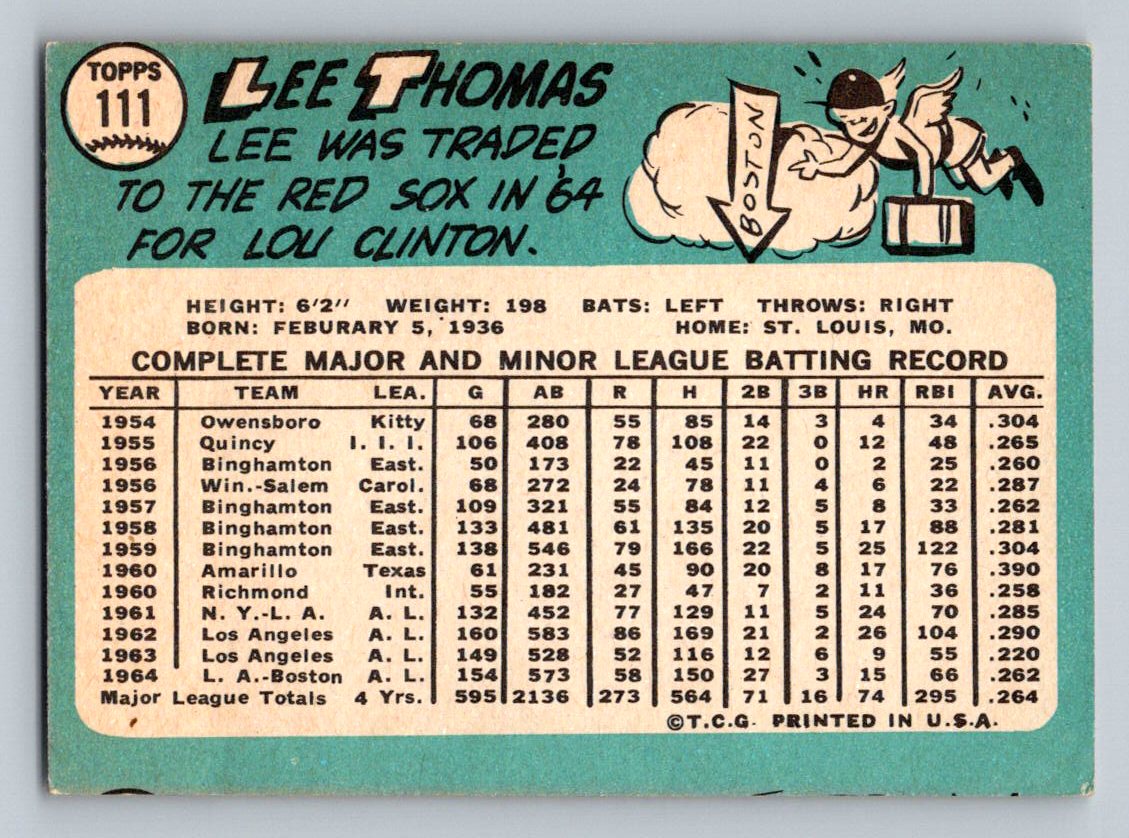 TOPPS
111
LEE THOMAS
LEE WAS TRADED
TO THE RED SOX IN '64
FOR LOU CLINTON.
BOSTON
HEIGHT: 6'2" WEIGHT: 198 BATS: LEFT THROWS: RIGHT
BORN: FEBURARY 5, 1936 HOME: ST. LOUIS, MO.
COMPLETE MAJOR AND MINOR LEAGUE BATTING RECORD
YEAR TEAM LEA. G AB R H 2B 3B HR RBI AVG.
1954 Owensboro Kitty 68 280 55 85 14 3 4 34 .304
1955 Quincy I. I. I. 106 408 78 108 22 0 12 48 .265
1956 Binghamton East. 50 173 22 45 11 0 2 25 .260
1956 Win.-Salem Carol. 68 272 24 78 11 4 6 22 .287
1957 Binghamton East. 109 321 55 84 12 5 8 33 .262
1958 Binghamton East. 133 481 61 135 20 5 17 88 .281
1959 Binghamton East. 138 546 79 166 22 5 25 122 .304
1960 Amarillo Texas 61 231 45 90 20 8 17 76 .390
1960 Richmond Int. 55 182 27 47 7 2 11 36 .258
1961 N. Y.-L. A. A. L. 132 452 77 129 11 5 24 70 .285
1962 Los Angeles A. L. 160 583 86 169 21 2 26 104 .290
1963 Los Angeles A. L. 149 528 52 116 12 6 9 55 .220
1964 L. A.-Boston A. L. 154 573 58 150 27 3 15 66 .262
Major League Totals 4 Yrs. 595 2136 273 564 71 16 74 295 .264
©T.C.G. PRINTED IN U.S.A.